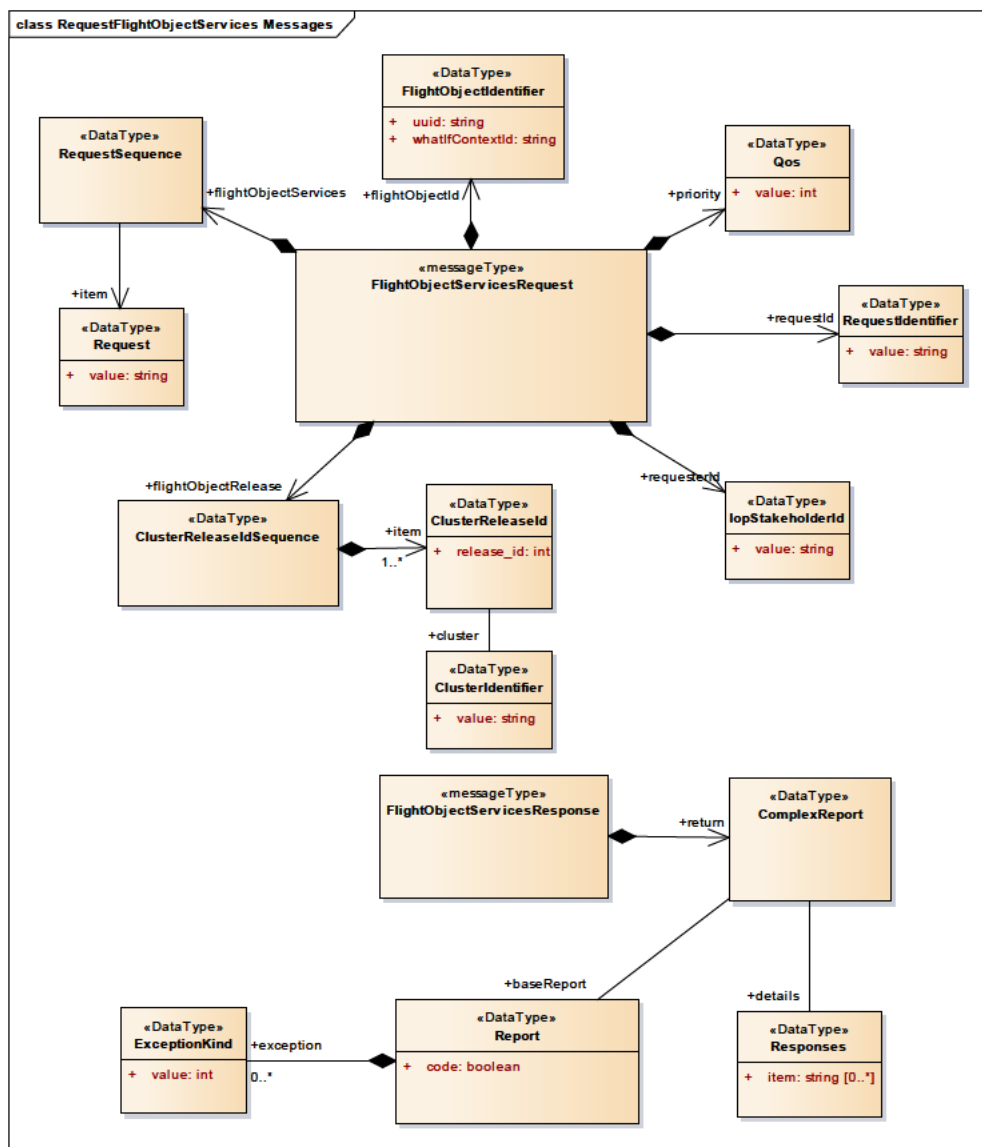 class RequestFlightObjectServices Messages
«DataType»
FlightObjectIdentifier
+ uuid: string
+ whatIfContextId: string
«DataType»
RequestSequence
«DataType»
Qos
+ value: int
+flightObjectServices
+flightObjectId
+priority
«messageType»
FlightObjectServicesRequest
+item
«DataType»
Request
+ value: string
+requestId
«DataType»
RequestIdentifier
+ value: string
+flightObjectRelease
+requesterId
«DataType»
ClusterReleaseIdSequence
+item
1..*
«DataType»
ClusterReleaseId
+ release_id: int
«DataType»
IopStakeholderId
+ value: string
+cluster
«DataType»
ClusterIdentifier
+ value: string
«messageType»
FlightObjectServicesResponse
+return
«DataType»
ComplexReport
+baseReport
+details
«DataType»
ExceptionKind
+ value: int
+exception
0..*
«DataType»
Report
+ code: boolean
«DataType»
Responses
+ item: string [0..*]